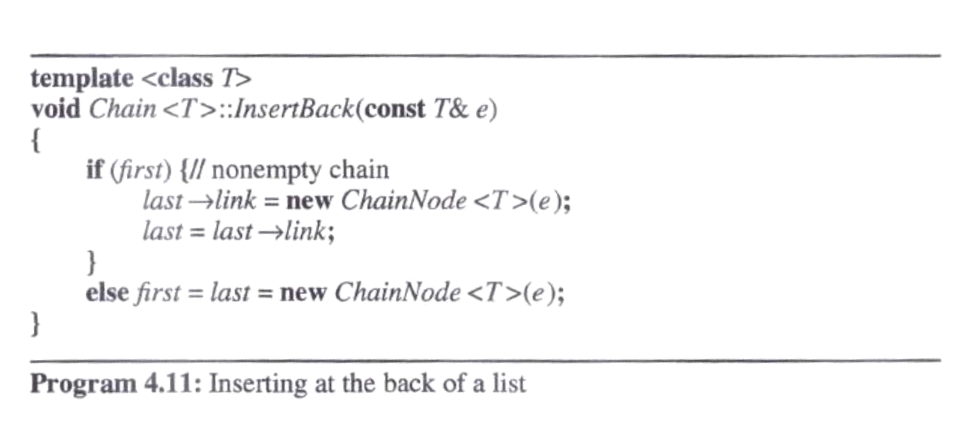 template <class T>
void Chain <T>::InsertBack(const T& e)
{
if (first) {// nonempty chain
last →link = new ChainNode <T>(e);
last = last →link;
}
else first = last = new ChainNode <T>(e);
}
Program 4.11: Inserting at the back of a list